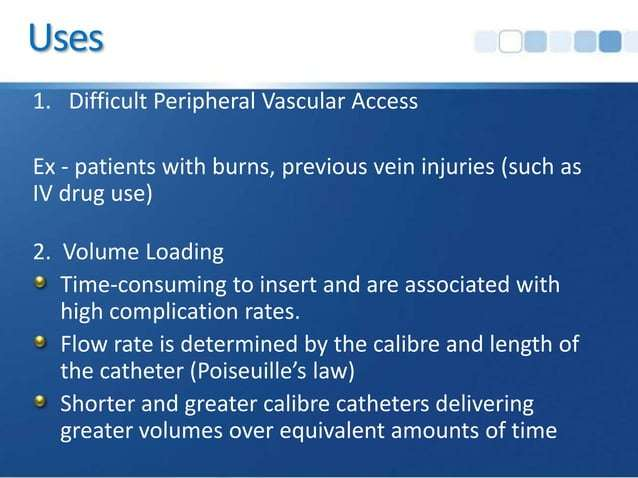 Uses
1. Difficult Peripheral Vascular Access
Ex - patients with burns, previous vein injuries (such as
IV drug use)
2. Volume Loading
Time-consuming to insert and are associated with
high complication rates.
Flow rate is determined by the calibre and length of
the catheter (Poiseuille’s law)
Shorter and greater calibre catheters delivering
greater volumes over equivalent amounts of time